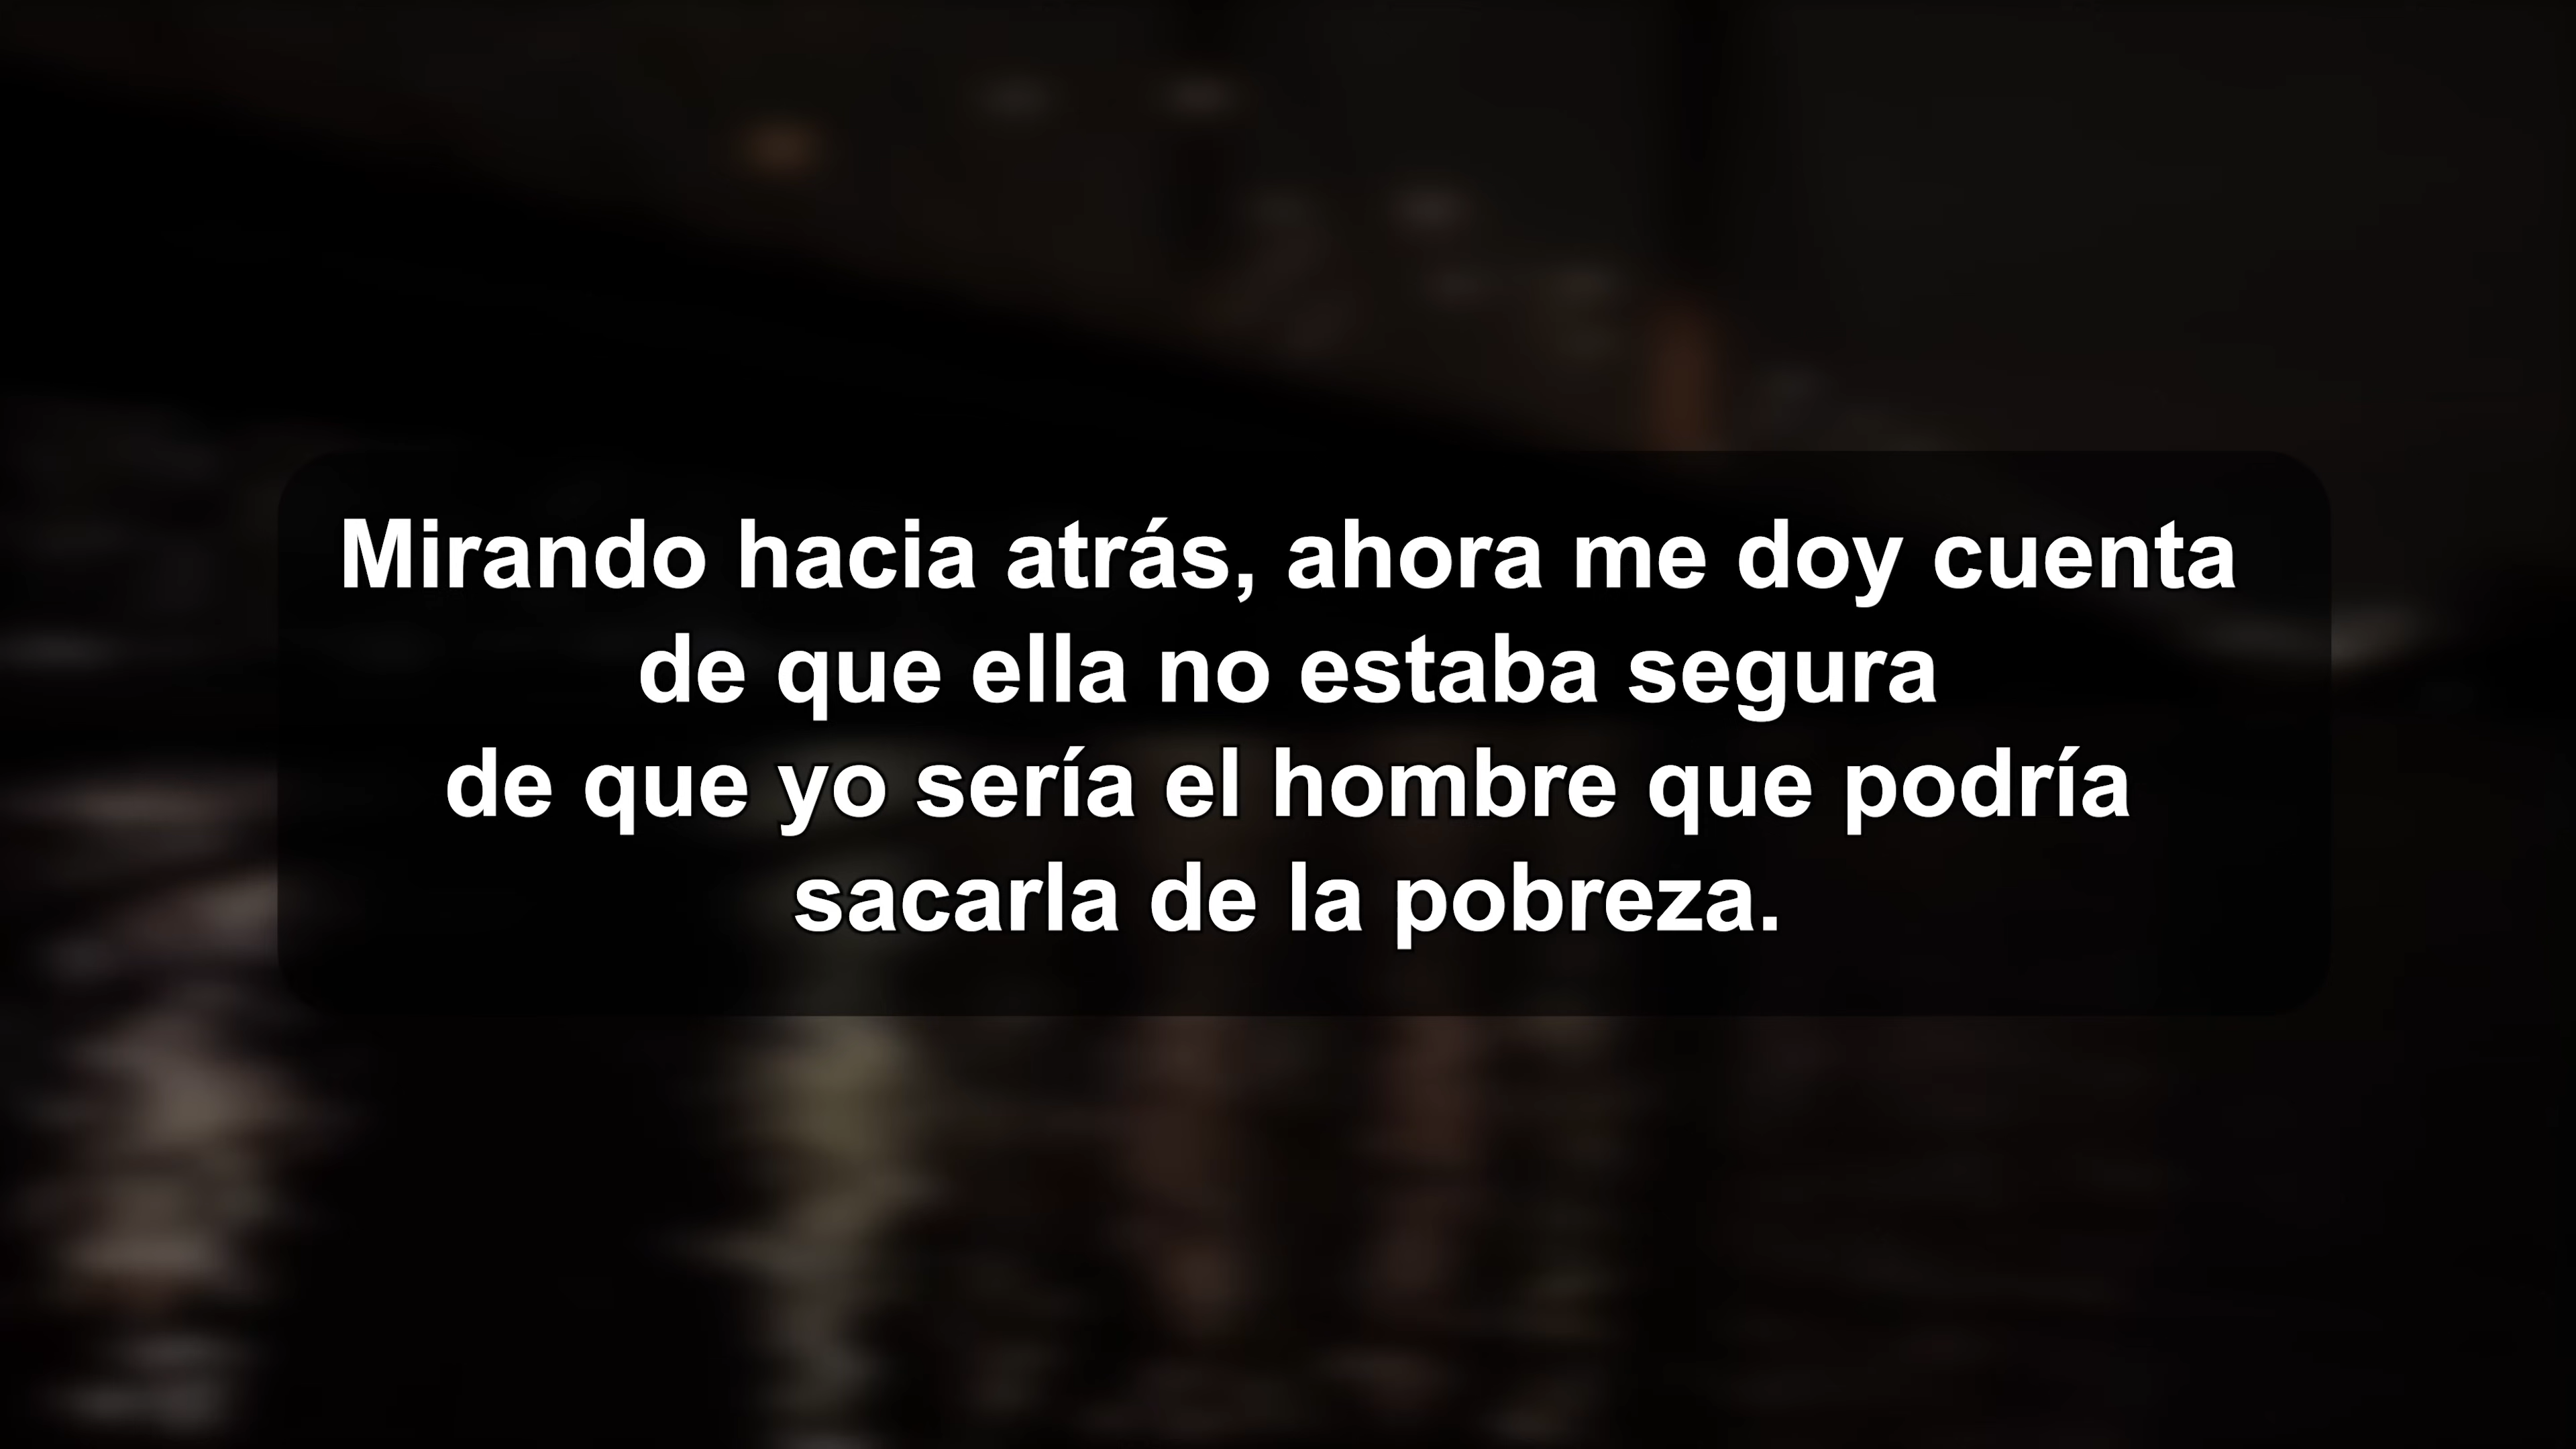 Mirando hacia atrás, ahora me doy cuenta
de que ella no estaba segura
de que yo sería el hombre que podría
sacarla de la pobreza.